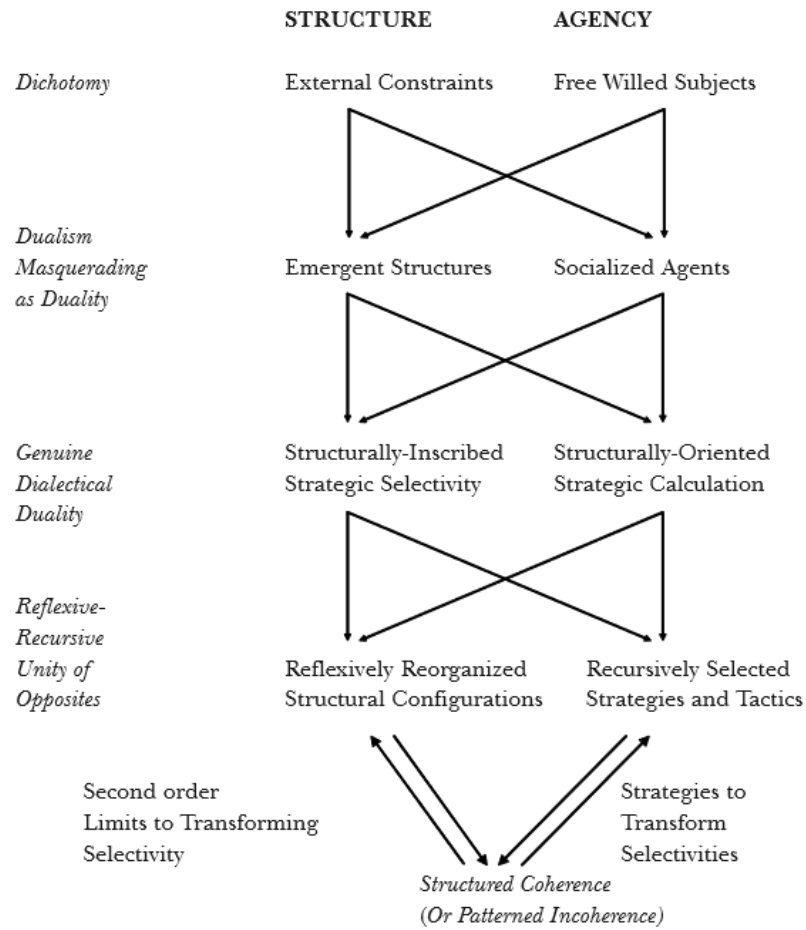 STRUCTURE AGENCY
Dichotomy External Constraints Free Willed Subjects
Dualism
Masquerading Emergent Structures Socialized Agents
as Duality
Genuine Structurally-Inscribed Structurally-Oriented
Dialectical Strategic Selectivity Strategic Calculation
Duality
Reflexive-
Recursive
Unity of Reflexively Reorganized Recursively Selected
Opposites Structural Configurations Strategies and Tactics
Second order Strategies to
Limits to Transforming Transform
Selectivity Selectivities
Structured Coherence
(Or Patterned Incoherence)